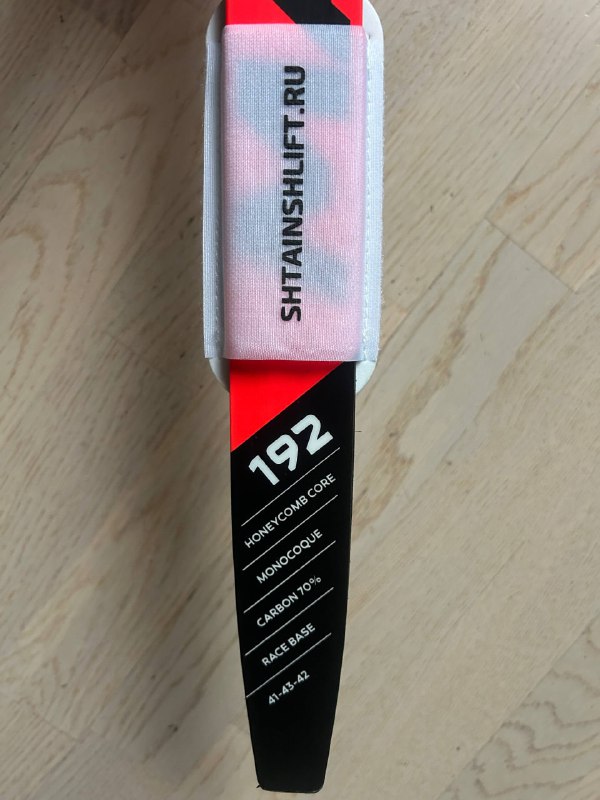 SHTAINSHLIFT.RU
192
HONEYCOMB CORE
MONOCOQUE
CARBON 70%
RACE BASE
41-43-42